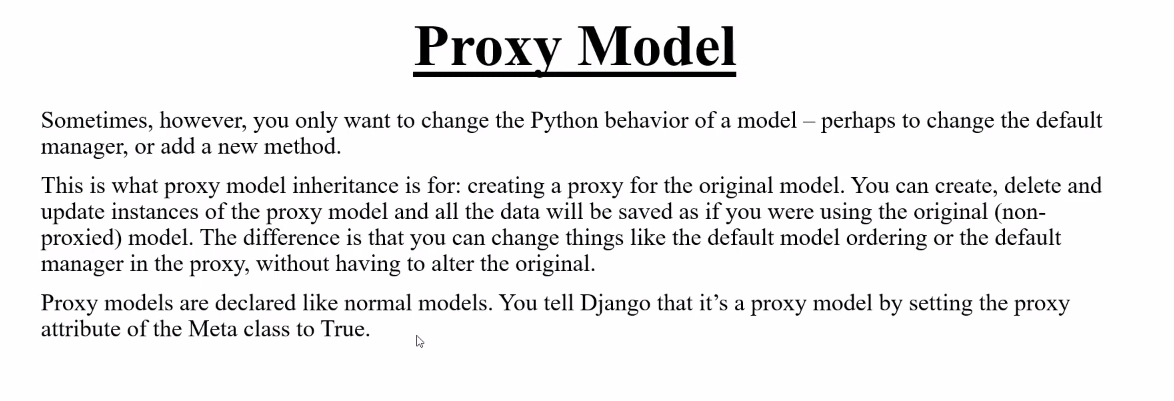 Proxy Model
Sometimes, however, you only want to change the Python behavior of a model – perhaps to change the default
manager, or add a new method.
This is what proxy model inheritance is for: creating a proxy for the original model. You can create, delete and
update instances of the proxy model and all the data will be saved as if you were using the original (non-
proxied) model. The difference is that you can change things like the default model ordering or the default
manager in the proxy, without having to alter the original.
Proxy models are declared like normal models. You tell Django that it’s a proxy model by setting the proxy
attribute of the Meta class to True.